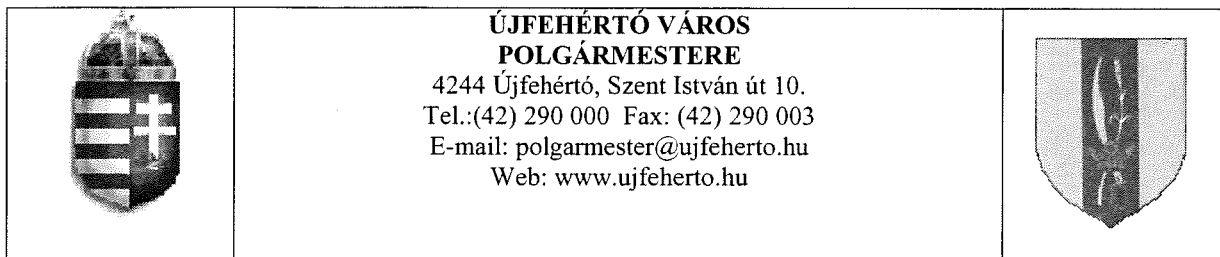 ÚJFEHÉRTÓ VÁROS
POLGÁRMESTERE
4244 Újfehértó, Szent István út 10.
Tel.:(42) 290 000 Fax: (42) 290 003
E-mail: polgarmester@ujfeherto.hu
Web: www.ujfeherto.hu